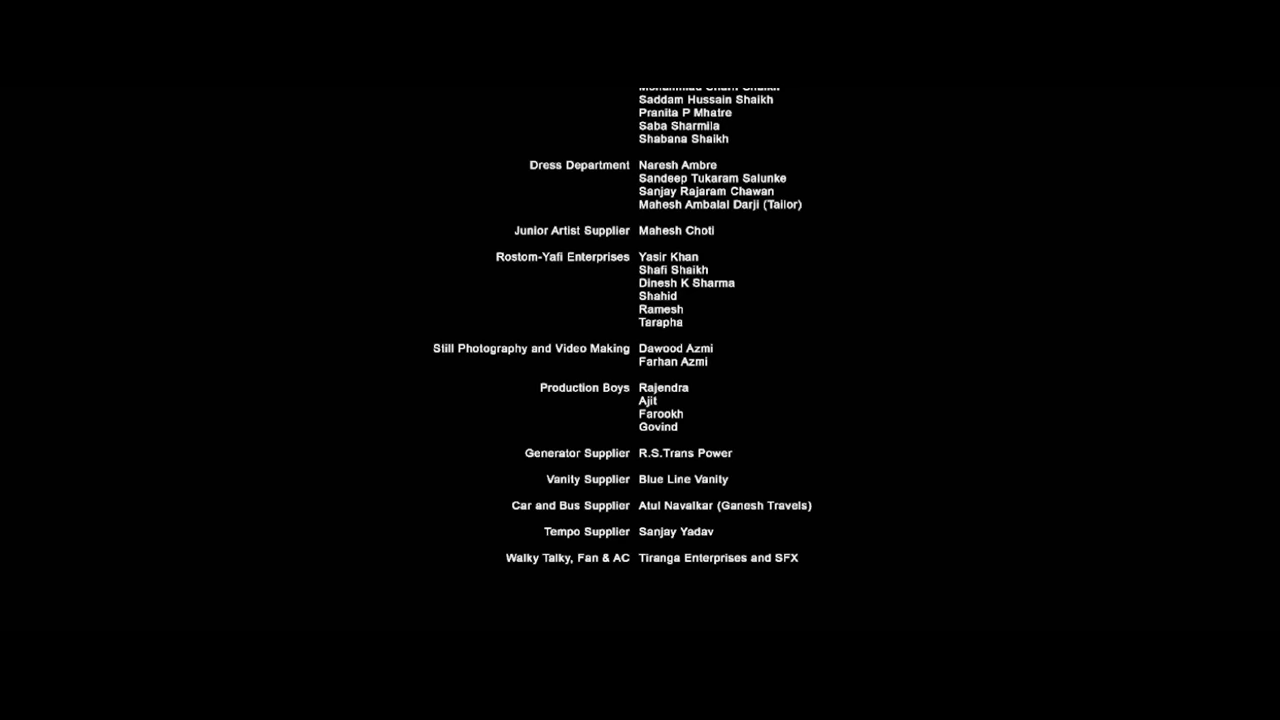 Saddam Hussain Shaikh
Pranita P Mhatre
Saba Sharmila
Shabana Shaikh
Dress Department Naresh Ambre
Sandeep Tukaram Salunke
Sanjay Rajaram Chawan
Mahesh Ambalal Darji (Tailor)
Junior Artist Supplier Mahesh Choti
Rostom-Yafi Enterprises Yasir Khan
Shafi Shaikh
Dinesh K Sharma
Shahid
Ramesh
Tarapha
Still Photography and Video Making Dawood Azmi
Farhan Azmi
Production Boys Rajendra
Ajit
Farookh
Govind
Generator Supplier R.S.Trans Power
Vanity Supplier Blue Line Vanity
Car and Bus Supplier Atul Navalkar (Ganesh Travels)
Tempo Supplier Sanjay Yadav
Walky Talky, Fan & AC Tiranga Enterprises and SFX